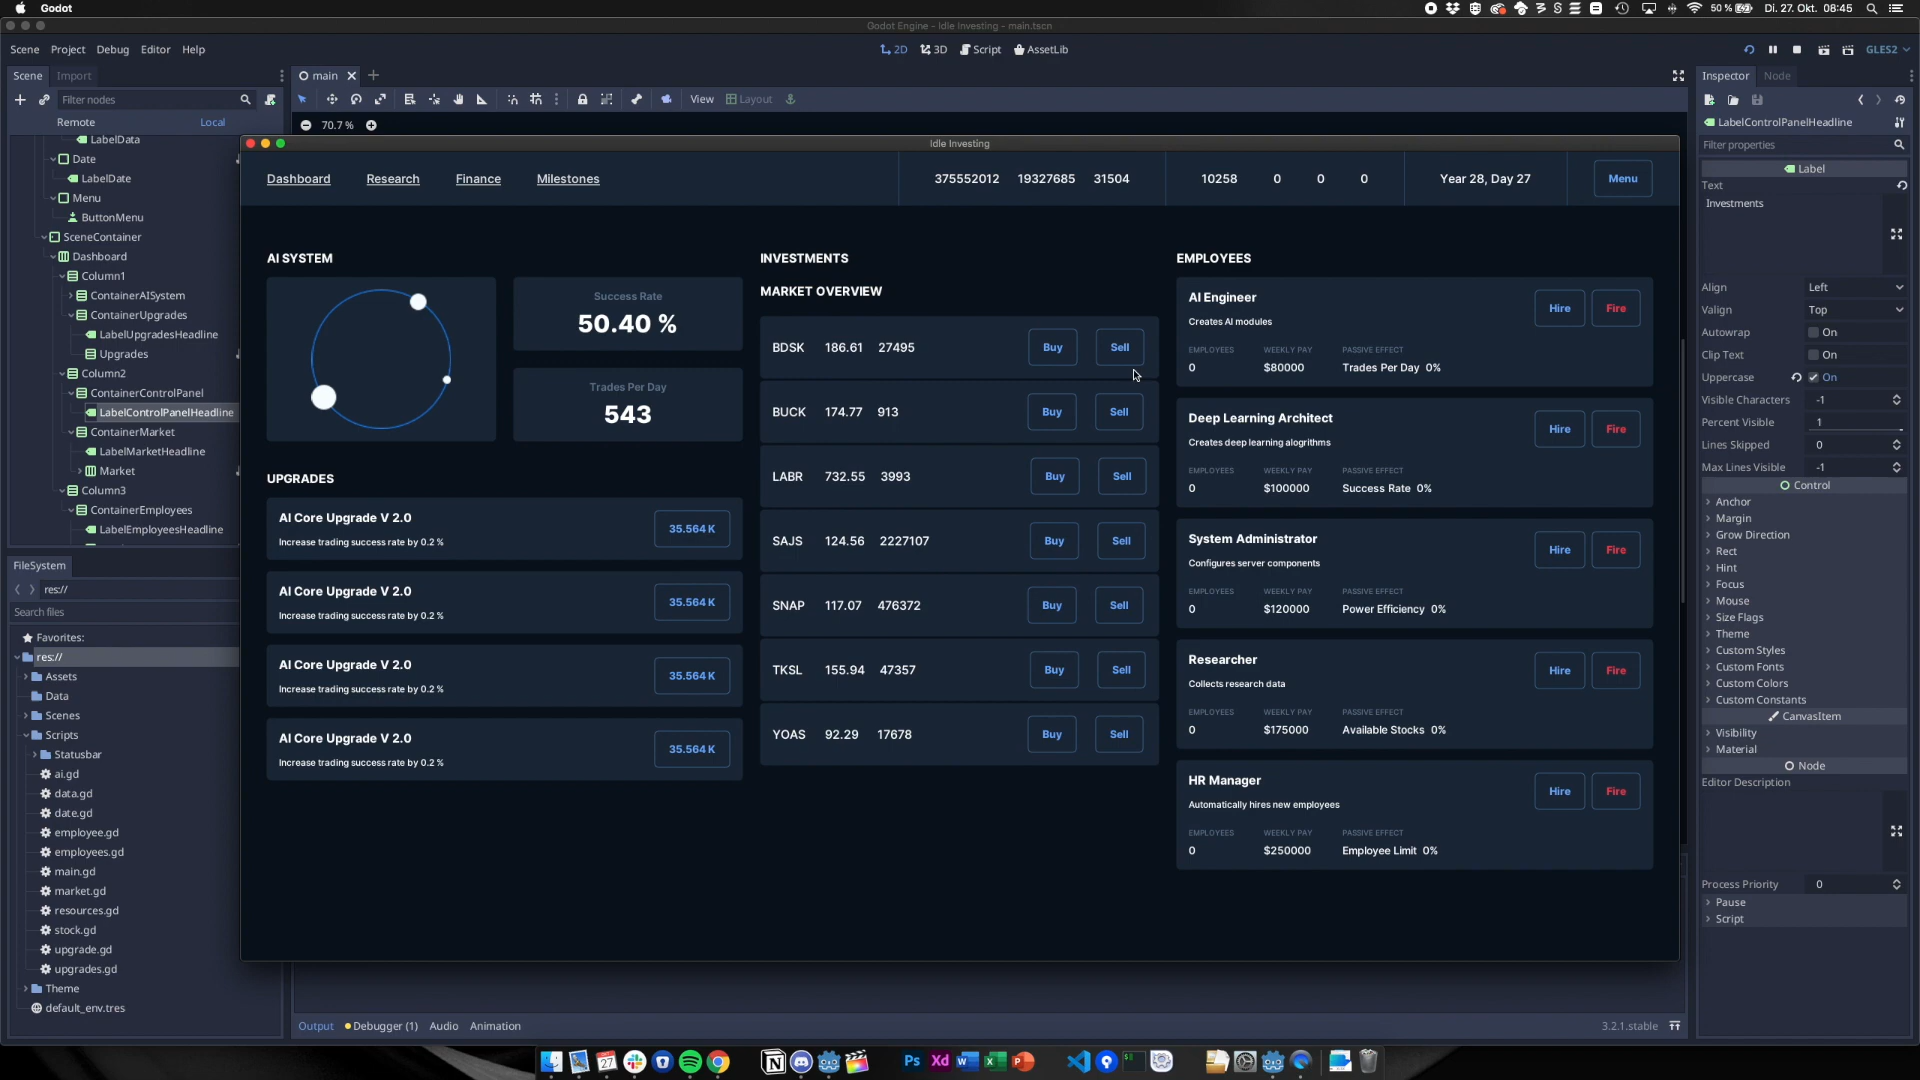 Godot
50 %
Di. 27. Okt. 08:45
Godot Engine - Idle Investing - main.tscn
Scene Project Debug Editor Help
2D 3D Script AssetLib
GLES2
Scene Import
main
Inspector Node
Filter nodes
View Layout
Remote Local
70.7 %
LabelControlPanelHeadline
Filter properties
LabelData
Date
LabelDate
Menu
ButtonMenu
SceneContainer
Dashboard
Column1
ContainerAISystem
ContainerUpgrades
LabelUpgradesHeadline
Upgrades
Column2
ContainerControlPanel
LabelControlPanelHeadline
ContainerMarket
LabelMarketHeadline
Market
Column3
ContainerEmployees
LabelEmployeesHeadline
FileSystem
res://
Search files
Favorites:
res://
Assets
Data
Scenes
Scripts
Statusbar
ai.gd
data.gd
date.gd
employee.gd
employees.gd
main.gd
market.gd
resources.gd
stock.gd
upgrade.gd
upgrades.gd
Theme
default_env.tres
Idle Investing
Dashboard Research Finance Milestones
375552012 19327685 31504
10258 0 0 0
Year 28, Day 27
Menu
AI SYSTEM
Success Rate
50.40 %
Trades Per Day
543
UPGRADES
AI Core Upgrade V 2.0
Increase trading success rate by 0.2 %
35.564 K
AI Core Upgrade V 2.0
Increase trading success rate by 0.2 %
35.564 K
AI Core Upgrade V 2.0
Increase trading success rate by 0.2 %
35.564 K
AI Core Upgrade V 2.0
Increase trading success rate by 0.2 %
35.564 K
INVESTMENTS
MARKET OVERVIEW
BDSK 186.61 27495 Buy Sell
BUCK 174.77 913 Buy Sell
LABR 732.55 3993 Buy Sell
SAJS 124.56 2227107 Buy Sell
SNAP 117.07 476372 Buy Sell
TKSL 155.94 47357 Buy Sell
YOAS 92.29 17678 Buy Sell
EMPLOYEES
AI Engineer
Creates AI modules
Hire Fire
EMPLOYEES WEEKLY PAY PASSIVE EFFECT
0 $80000 Trades Per Day 0%
Deep Learning Architect
Creates deep learning alogrithms
Hire Fire
EMPLOYEES WEEKLY PAY PASSIVE EFFECT
0 $100000 Success Rate 0%
System Administrator
Configures server components
Hire Fire
EMPLOYEES WEEKLY PAY PASSIVE EFFECT
0 $120000 Power Efficiency 0%
Researcher
Collects research data
Hire Fire
EMPLOYEES WEEKLY PAY PASSIVE EFFECT
0 $175000 Available Stocks 0%
HR Manager
Automatically hires new employees
Hire Fire
EMPLOYEES WEEKLY PAY PASSIVE EFFECT
0 $250000 Employee Limit 0%
Label
Text
Investments
Align Left
Valign Top
Autowrap On
Clip Text On
Uppercase On
Visible Characters -1
Percent Visible 1
Lines Skipped 0
Max Lines Visible -1
Control
Anchor
Margin
Grow Direction
Rect
Hint
Focus
Mouse
Size Flags
Theme
Custom Styles
Custom Fonts
Custom Colors
Custom Constants
CanvasItem
Visibility
Material
Node
Editor Description
Process Priority 0
Pause
Script
Output Debugger (1) Audio Animation
3.2.1.stable
Ps Xd